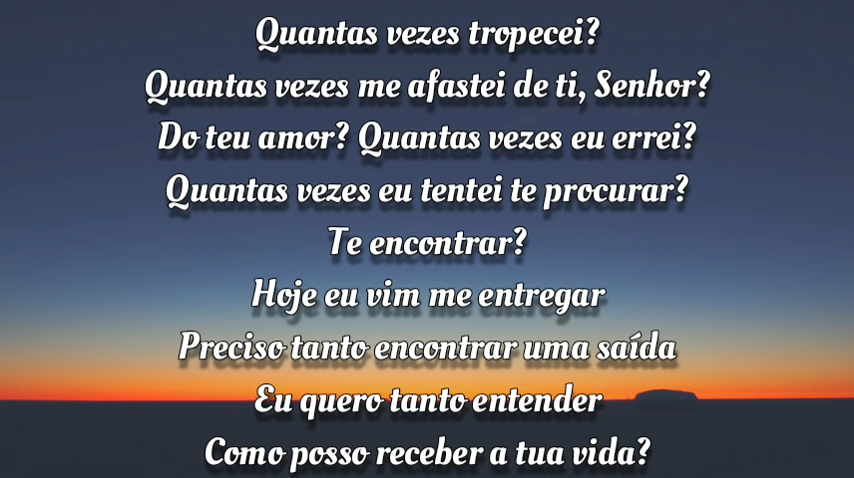 Quantas vezes tropecei?
Quantas vezes me afastei de ti, Senhor?
Do teu amor? Quantas vezes eu errei?
Quantas vezes eu tentei te procurar?
Te encontrar?
Hoje eu vim me entregar
Preciso tanto encontrar uma saída
Eu quero tanto entender
Como posso receber a tua vida?